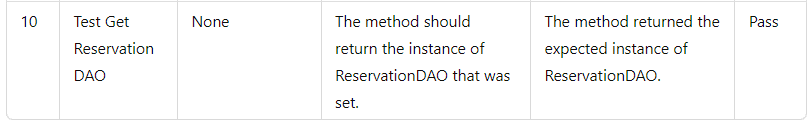 10
Test Get
Reservation
DAO
None
The method should
return the instance of
ReservationDAO that was
set.
The method returned the
expected instance of
ReservationDAO.
Pass